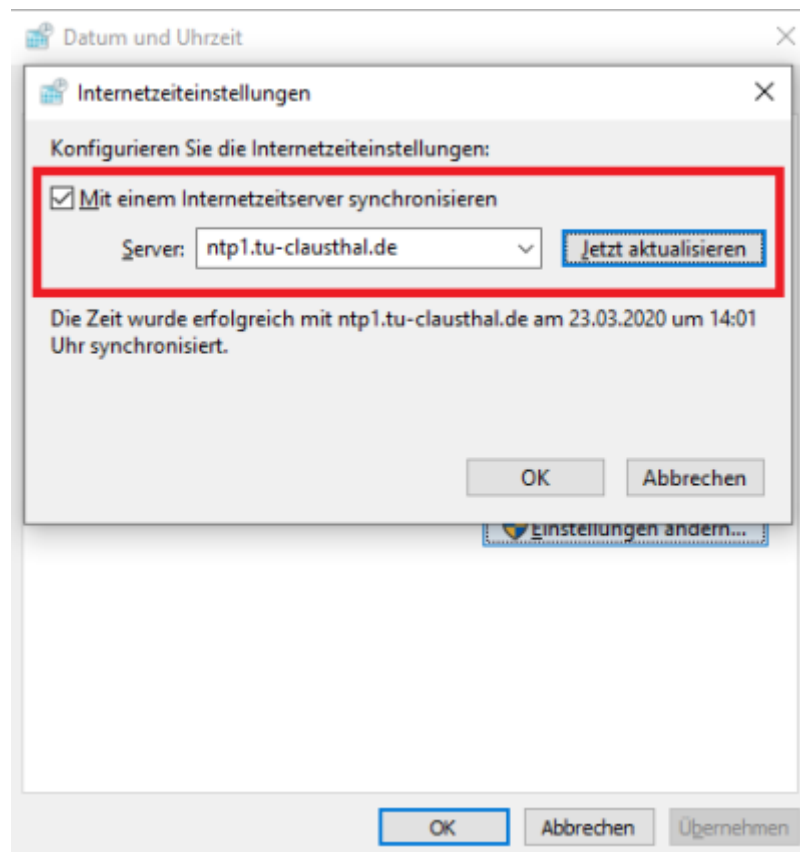 Datum und Uhrzeit
Internetzeiteinstellungen
Konfigurieren Sie die Internetzeiteinstellungen:
Mit einem Internetzeitserver synchronisieren
Server: ntp1.tu-clausthal.de Jetzt aktualisieren
Die Zeit wurde erfolgreich mit ntp1.tu-clausthal.de am 23.03.2020 um 14:01
Uhr synchronisiert.
OK Abbrechen
Einstellungen ändern...
OK Abbrechen Übernehmen